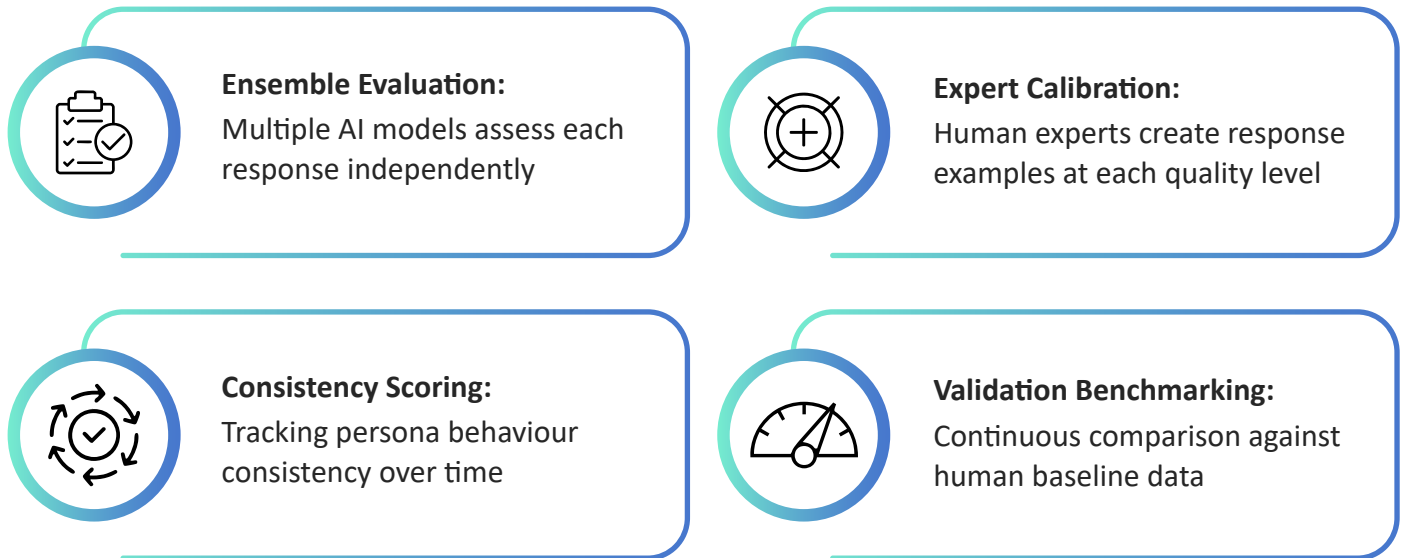 Ensemble Evaluation:
Multiple AI models assess each
response independently
Expert Calibration:
Human experts create response
examples at each quality level
Consistency Scoring:
Tracking persona behaviour
consistency over time
Validation Benchmarking:
Continuous comparison against
human baseline data